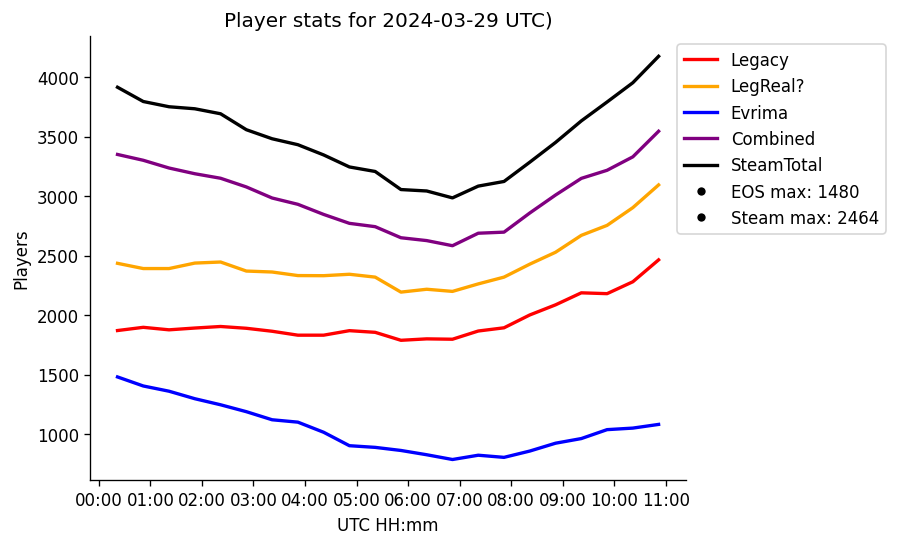 Player stats for 2024-03-29 UTC)
Legacy
LegReal?
Evrima
Combined
SteamTotal
EOS max: 1480
Steam max: 2464
Players
4000
3500
3000
2500
2000
1500
1000
00:00 01:00 02:00 03:00 04:00 05:00 06:00 07:00 08:00 09:00 10:00 11:00
UTC HH:mm